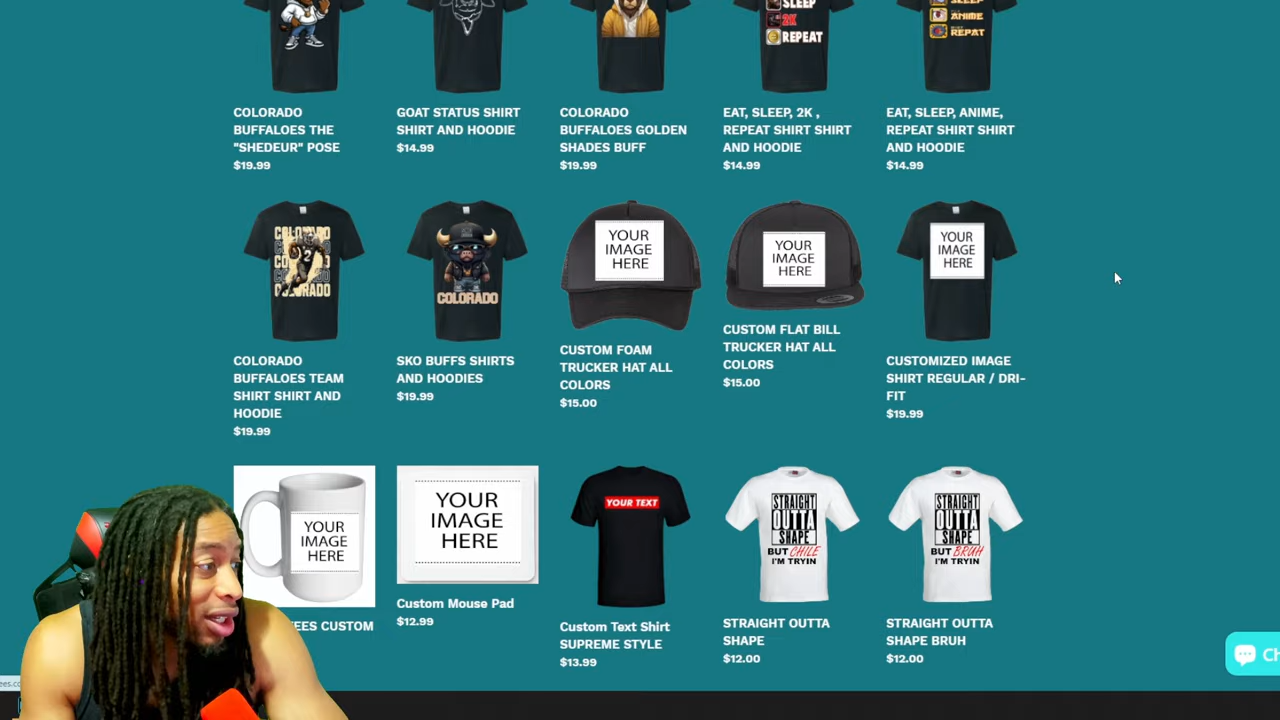 SLEEP
2K
REPEAT
SLEEP
ANIME
REPEAT
COLORADO
BUFFALOES THE
"SHEDEUR" POSE
$19.99
GOAT STATUS SHIRT
SHIRT AND HOODIE
$14.99
COLORADO
BUFFALOES GOLDEN
SHADES BUFF
$19.99
EAT, SLEEP, 2K ,
REPEAT SHIRT SHIRT
AND HOODIE
$14.99
EAT, SLEEP, ANIME,
REPEAT SHIRT SHIRT
AND HOODIE
$14.99
COLORADO
2
COLORADO
COLORADO
BUFFALOES TEAM
SHIRT SHIRT AND
HOODIE
$19.99
COLORADO
SKO BUFFS SHIRTS
AND HOODIES
$19.99
YOUR
IMAGE
HERE
CUSTOM FOAM
TRUCKER HAT ALL
COLORS
$15.00
YOUR
IMAGE
HERE
CUSTOM FLAT BILL
TRUCKER HAT ALL
COLORS
$15.00
YOUR
IMAGE
HERE
CUSTOMIZED IMAGE
SHIRT REGULAR / DRI-
FIT
$19.99
YOUR
IMAGE
HERE
EES CUSTOM
YOUR
IMAGE
HERE
Custom Mouse Pad
$12.99
YOUR TEXT
Custom Text Shirt
SUPREME STYLE
$13.99
STRAIGHT
OUTTA
SHAPE
BUT CHILE
I'M TRYIN
STRAIGHT OUTTA
SHAPE
$12.00
STRAIGHT
OUTTA
SHAPE
BUT BRUH
I'M TRYIN
STRAIGHT OUTTA
SHAPE BRUH
$12.00
Ch
ees.co